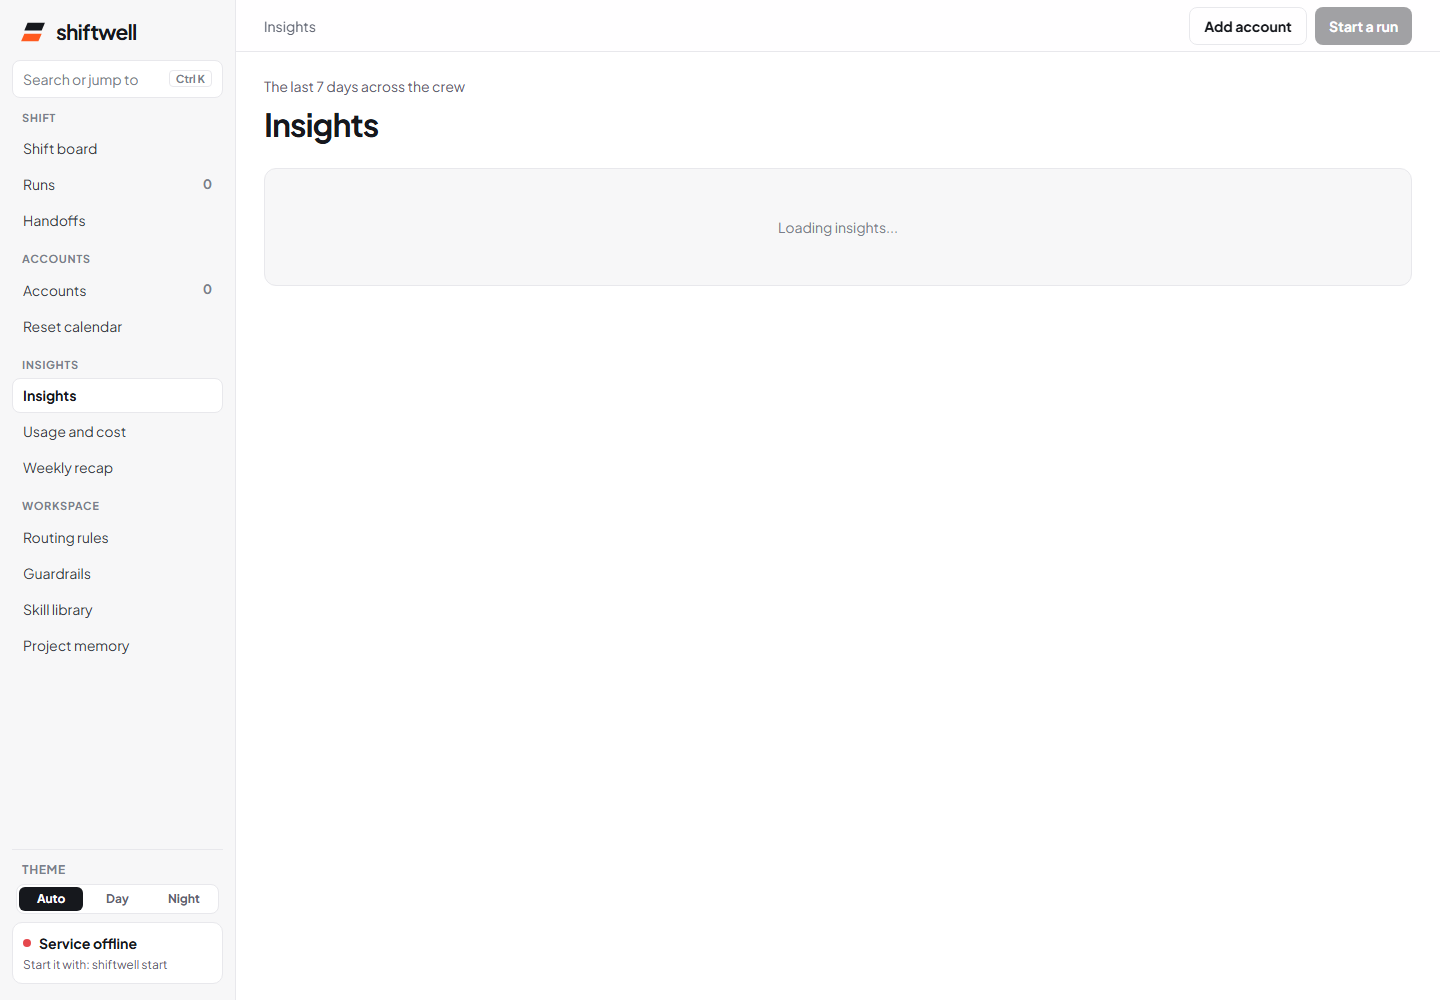 shiftwell
Search or jump to
Ctrl K
SHIFT
Shift board
Runs 0
Handoffs
ACCOUNTS
Accounts 0
Reset calendar
INSIGHTS
Insights
Usage and cost
Weekly recap
WORKSPACE
Routing rules
Guardrails
Skill library
Project memory
THEME
Auto Day Night
Service offline
Start it with: shiftwell start
Insights
Add account
Start a run
The last 7 days across the crew
Insights
Loading insights...